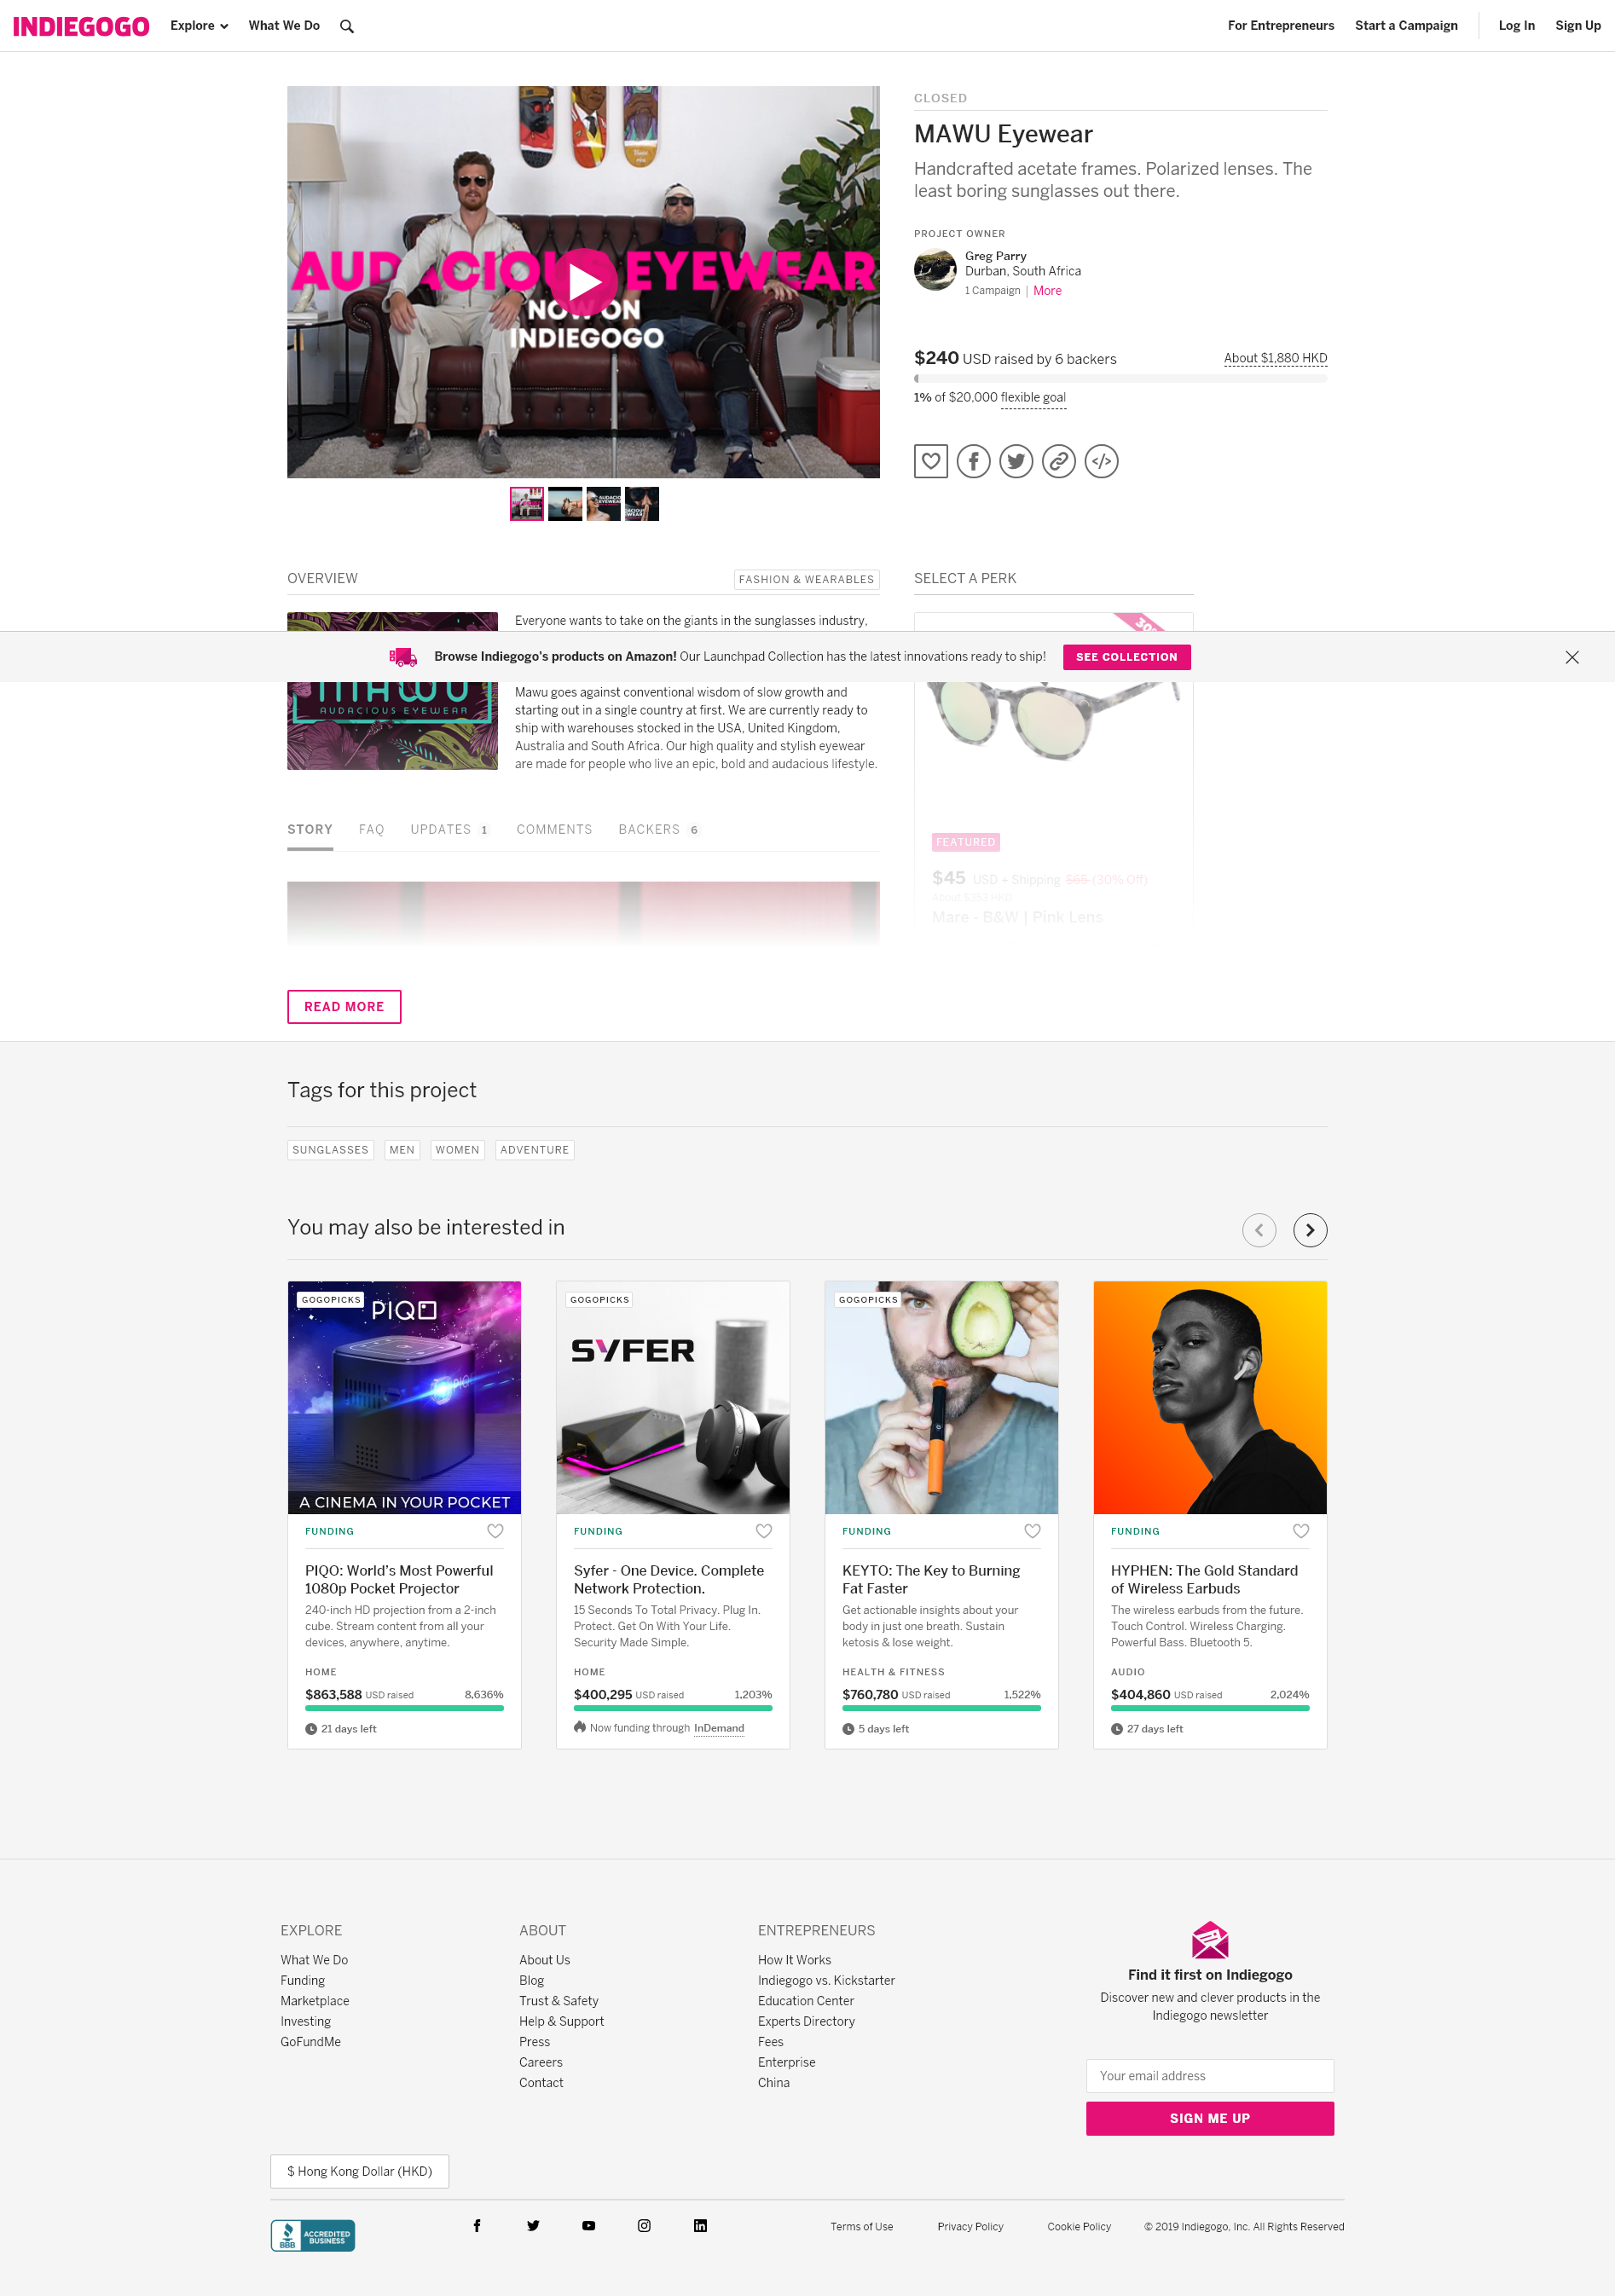 INDIEGOGO
Explore
What We Do
For Entrepreneurs
Start a Campaign
Log In
Sign Up
AUDACIOUS EYEWEAR
NOW ON
INDIEGOGO
CLOSED
MAWU Eyewear
Handcrafted acetate frames. Polarized lenses. The
least boring sunglasses out there.
PROJECT OWNER
Greg Parry
Durban, South Africa
1 Campaign | More
$240 USD raised by 6 backers
About $1,880 HKD
1% of $20,000 flexible goal
OVERVIEW
FASHION & WEARABLES
SELECT A PERK
Everyone wants to take on the giants in the sunglasses industry,
Browse Indiegogo's products on Amazon! Our Launchpad Collection has the latest innovations ready to ship!
SEE COLLECTION
MAWU
AUDACIOUS EYEWEAR
Mawu goes against conventional wisdom of slow growth and
starting out in a single country at first. We are currently ready to
ship with warehouses stocked in the USA, United Kingdom,
Australia and South Africa. Our high quality and stylish eyewear
are made for people who live an epic, bold and audacious lifestyle.
STORY
FAQ
UPDATES 1
COMMENTS
BACKERS 6
FEATURED
$45 USD + Shipping $65 (30% Off)
About $353 HKD
Mare - B&W | Pink Lens
READ MORE
Tags for this project
SUNGLASSES
MEN
WOMEN
ADVENTURE
You may also be interested in
GOGOPICKS
PIQO
A CINEMA IN YOUR POCKET
FUNDING
PIQO: World's Most Powerful
1080p Pocket Projector
240-inch HD projection from a 2-inch
cube. Stream content from all your
devices, anywhere, anytime.
HOME
$863,588 USD raised
8,636%
21 days left
GOGOPICKS
SYFER
FUNDING
Syfer - One Device. Complete
Network Protection.
15 Seconds To Total Privacy. Plug In.
Protect. Get On With Your Life.
Security Made Simple.
HOME
$400,295 USD raised
1,203%
Now funding through InDemand
GOGOPICKS
FUNDING
KEYTO: The Key to Burning
Fat Faster
Get actionable insights about your
body in just one breath. Sustain
ketosis & lose weight.
HEALTH & FITNESS
$760,780 USD raised
1,522%
5 days left
FUNDING
HYPHEN: The Gold Standard
of Wireless Earbuds
The wireless earbuds from the future.
Touch Control. Wireless Charging.
Powerful Bass. Bluetooth 5.
AUDIO
$404,860 USD raised
2,024%
27 days left
EXPLORE
What We Do
Funding
Marketplace
Investing
GoFundMe
ABOUT
About Us
Blog
Trust & Safety
Help & Support
Press
Careers
Contact
ENTREPRENEURS
How It Works
Indiegogo vs. Kickstarter
Education Center
Experts Directory
Fees
Enterprise
China
Find it first on Indiegogo
Discover new and clever products in the
Indiegogo newsletter
Your email address
SIGN ME UP
$ Hong Kong Dollar (HKD)
BBB
ACCREDITED
BUSINESS
Terms of Use
Privacy Policy
Cookie Policy
© 2019 Indiegogo, Inc. All Rights Reserved